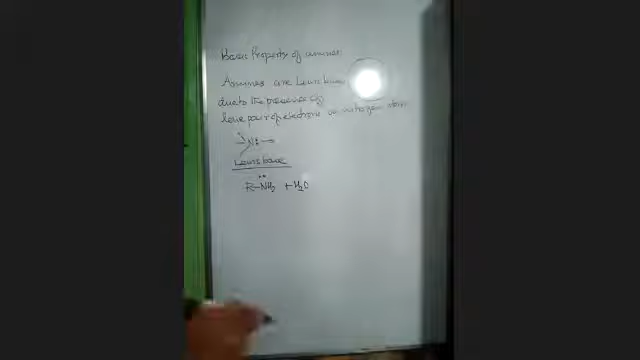 Basic Property of amines
Amines are Lewis base
due to the presence of
lone pair of electrons on nitrogen atom
N:
Lewis base
R-NH2 + H2O